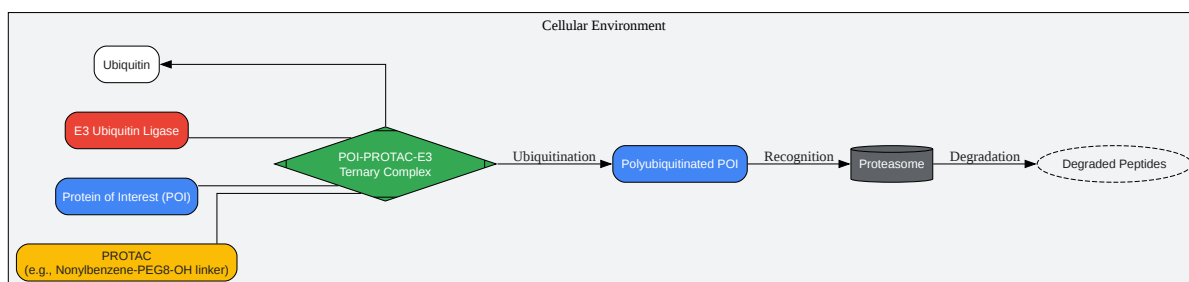 Cellular Environment
Ubiquitin
E3 Ubiquitin Ligase
Protein of Interest (POI)
PROTAC
(e.g., Nonylbenzene-PEG8-OH linker)
POI-PROTAC-E3
Ternary Complex
Ubiquitination
Polyubiquitinated POI
Recognition
Proteasome
Degradation
Degraded Peptides